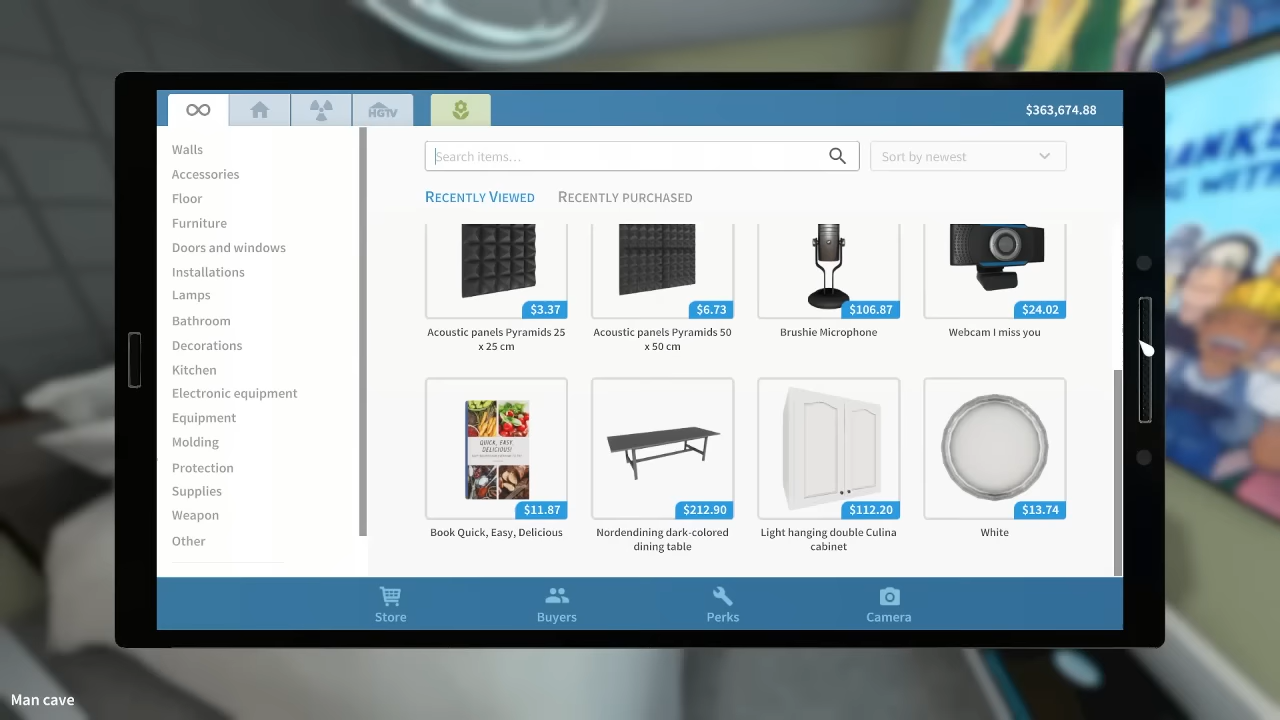 HGTV
$363,674.88
Walls
Accessories
Floor
Furniture
Doors and windows
Installations
Lamps
Bathroom
Decorations
Kitchen
Electronic equipment
Equipment
Molding
Protection
Supplies
Weapon
Other
Search items...
Sort by newest
RECENTLY VIEWED
RECENTLY PURCHASED
$3.37
$6.73
$106.87
$24.02
Acoustic panels Pyramids 25
x 25 cm
Acoustic panels Pyramids 50
x 50 cm
Brushie Microphone
Webcam I miss you
QUICK, EASY,
DELICIOUS!
$11.87
$212.90
$112.20
$13.74
Book Quick, Easy, Delicious
Nordendining dark-colored
dining table
Light hanging double Culina
cabinet
White
Store
Buyers
Perks
Camera
Man cave